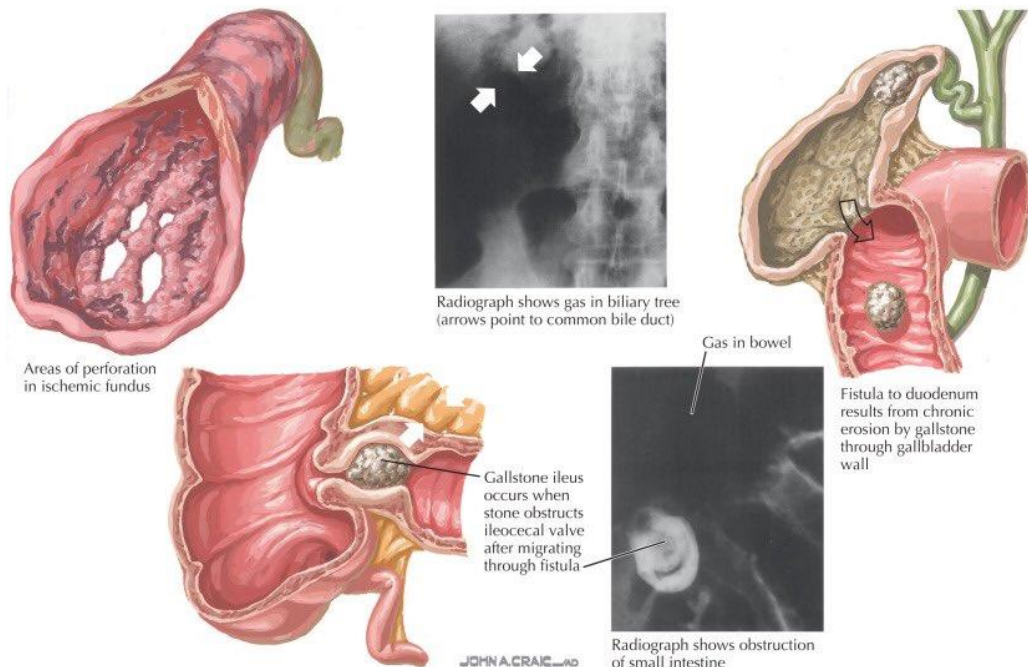 Radiograph shows gas in biliary tree
(arrows point to common bile duct)
Areas of perforation
in ischemic fundus
Gas in bowel
Fistula to duodenum
results from chronic
erosion by gallstone
through gallbladder
wall
Gallstone ileus
occurs when
stone obstructs
ileocecal valve
after migrating
through fistula
JOHN A. CRAIG_MD
Radiograph shows obstruction
of small intestine